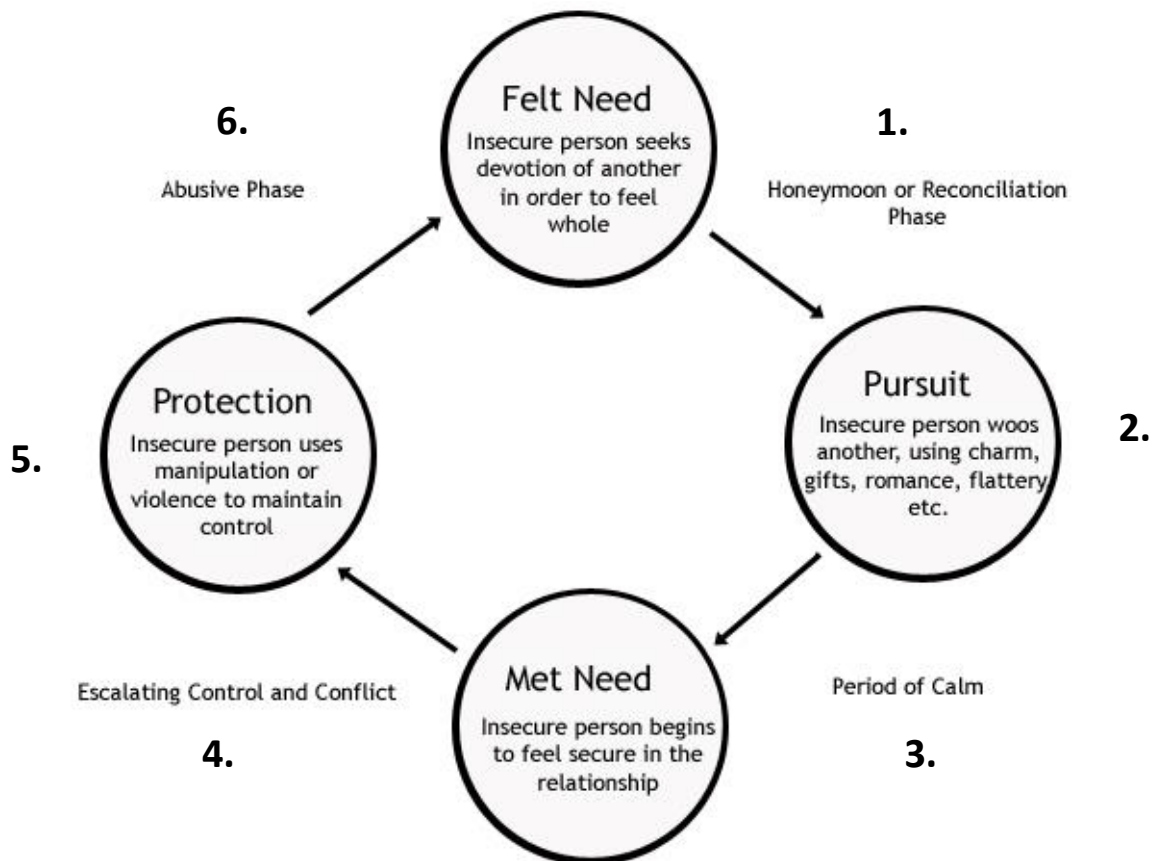 Felt Need
Insecure person seeks
devotion of another
in order to feel
whole
1.
Honeymoon or Reconciliation
Phase
Pursuit
Insecure person woos
another, using charm,
gifts, romance, flattery
etc.
2.
Period of Calm
3.
Met Need
Insecure person begins
to feel secure in the
relationship
Escalating Control and Conflict
4.
Protection
Insecure person uses
manipulation or
violence to maintain
control
5.
6.
Abusive Phase